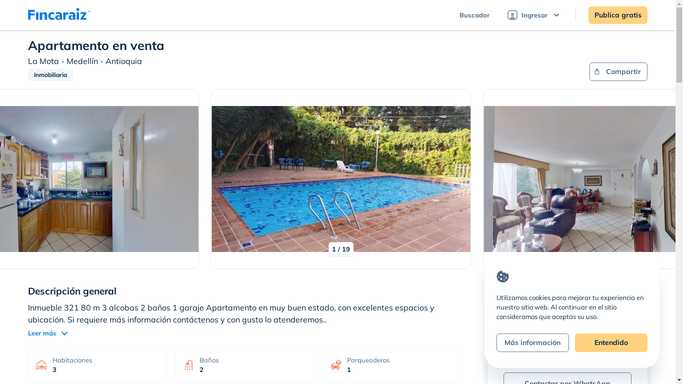 Fincaraiz
Buscador
Ingresar
Publica gratis
Apartamento en venta
La Mota - Medellín - Antioquia
Inmobiliaria
Compartir
1 / 19
Descripción general
Inmueble 321 80 m 3 alcobas 2 baños 1 garaje Apartamento en muy buen estado, con excelentes espacios y
ubicación. Si requiere más información contáctenos y con gusto lo atenderemos..
Leer más
Habitaciones
3
Baños
2
Parqueaderos
1
Utilizamos cookies para mejorar tu experiencia en
nuestro sitio web. Al continuar en el sitio
consideramos que aceptas su uso.
Más información
Entendido
Contactar por WhatsApp